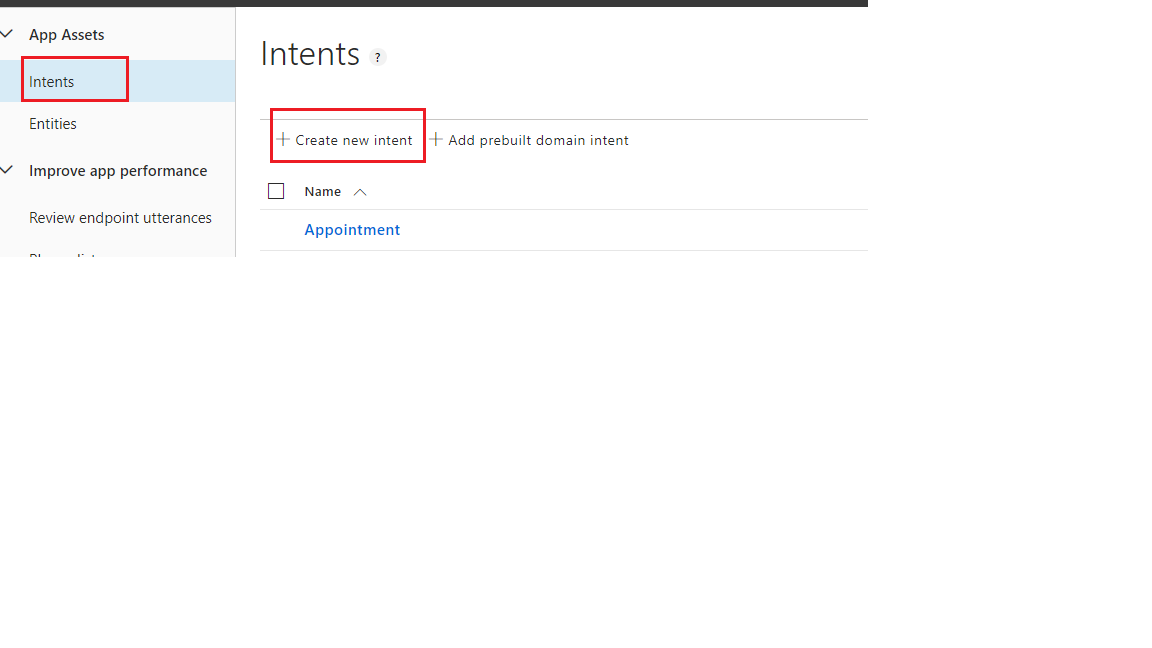 App Assets
Intents
Entities
Improve app performance
Review endpoint utterances
Intents ?
+ Create new intent + Add prebuilt domain intent
Name
Appointment